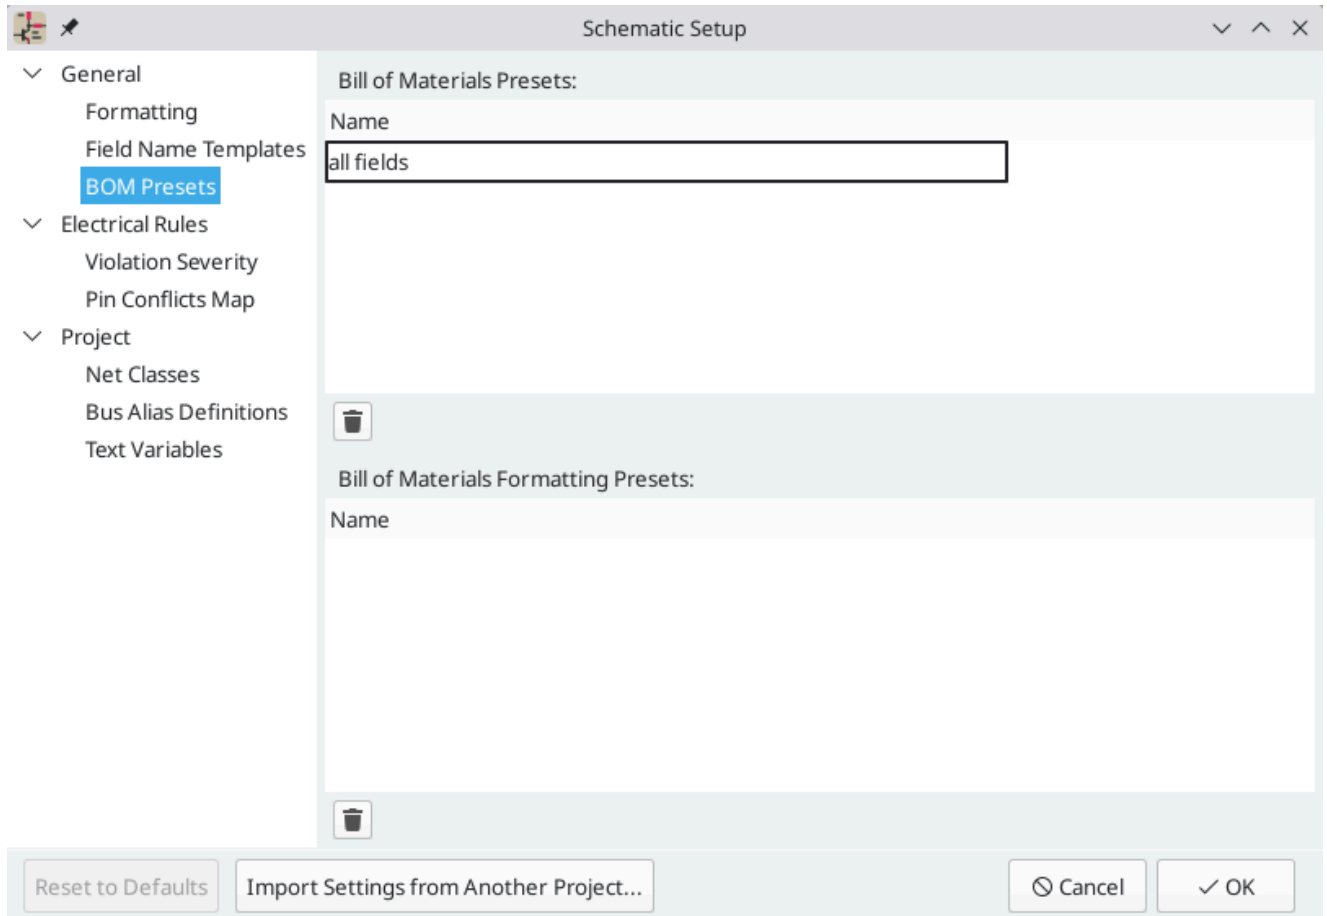 Schematic Setup
General
Formatting
Field Name Templates
BOM Presets
Electrical Rules
Violation Severity
Pin Conflicts Map
Project
Net Classes
Bus Alias Definitions
Text Variables
Bill of Materials Presets:
Name
all fields
Bill of Materials Formatting Presets:
Name
Reset to Defaults
Import Settings from Another Project...
Cancel
OK